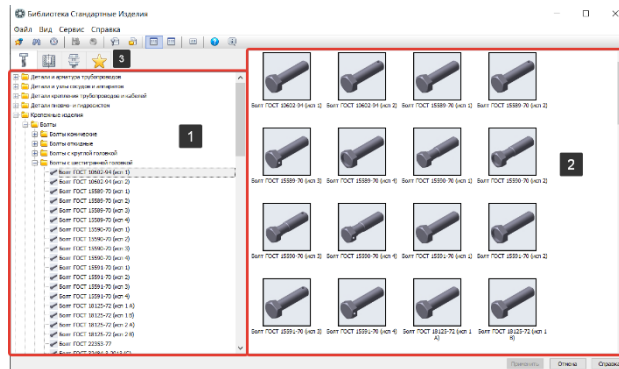 Библиотека Стандартные Изделия
Файл Вид Сервис Справка
3
Детали и арматура трубопроводов
Детали и узлы сосудов и аппаратов
Детали крепления трубопроводов и кабелей
Детали пневмо- и гидросистем
Крепежные изделия
Болты
Болты конические
Болты откидные
Болты с круглой головкой
Болты с шестигранной головкой
Болт ГОСТ 10602-94 (исп 1)
Болт ГОСТ 10602-94 (исп 2)
Болт ГОСТ 15589-70 (исп 1)
Болт ГОСТ 15589-70 (исп 2)
Болт ГОСТ 15589-70 (исп 3)
Болт ГОСТ 15589-70 (исп 4)
Болт ГОСТ 15590-70 (исп 1)
Болт ГОСТ 15590-70 (исп 2)
Болт ГОСТ 15590-70 (исп 3)
Болт ГОСТ 15590-70 (исп 4)
Болт ГОСТ 15591-70 (исп 1)
Болт ГОСТ 15591-70 (исп 2)
Болт ГОСТ 15591-70 (исп 3)
Болт ГОСТ 15591-70 (исп 4)
Болт ГОСТ 18125-72 (исп 1 А)
Болт ГОСТ 18125-72 (исп 1 В)
Болт ГОСТ 18125-72 (исп 2 А)
Болт ГОСТ 18125-72 (исп 2 В)
Болт ГОСТ 22353-77
1
Болт ГОСТ 10602-94 (исп 1) Болт ГОСТ 10602-94 (исп 2) Болт ГОСТ 15589-70 (исп 1) Болт ГОСТ 15589-70 (исп 2)
Болт ГОСТ 15589-70 (исп 3) Болт ГОСТ 15589-70 (исп 4) Болт ГОСТ 15590-70 (исп 1) Болт ГОСТ 15590-70 (исп 2)
2
Болт ГОСТ 15590-70 (исп 3) Болт ГОСТ 15590-70 (исп 4) Болт ГОСТ 15591-70 (исп 1) Болт ГОСТ 15591-70 (исп 2)
Болт ГОСТ 15591-70 (исп 3) Болт ГОСТ 15591-70 (исп 4) Болт ГОСТ 18125-72 (исп 1 Болт ГОСТ 18125-72 (исп 1
А) В)
Применить Отмена Справка